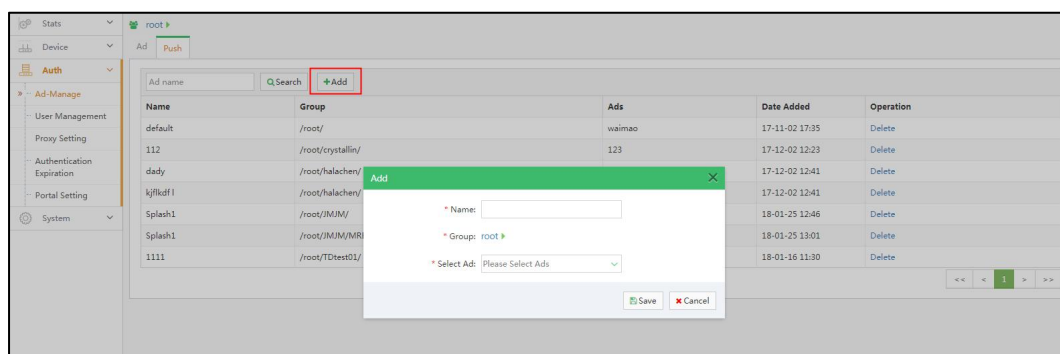 Stats
root
Device
Ad Push
Auth
Ad name Search +Add
Ad-Manage
User Management
Proxy Setting
Authentication
Expiration
Portal Setting
System
Name Group Ads Date Added Operation
default /root/ waimao 17-11-02 17:35 Delete
112 /root/crystallin/ 123 17-12-02 12:23 Delete
dady /root/halachen/ 17-12-02 12:41 Delete
kjflkdf l /root/halachen/ 17-12-02 12:41 Delete
Splash1 /root/JMJM/ 18-01-25 12:46 Delete
Splash1 /root/JMJM/MR 18-01-25 13:01 Delete
1111 /root/TDtest01/ 18-01-16 11:30 Delete
<< < 1 > >>
Add
* Name:
* Group: root
* Select Ad: Please Select Ads
Save Cancel